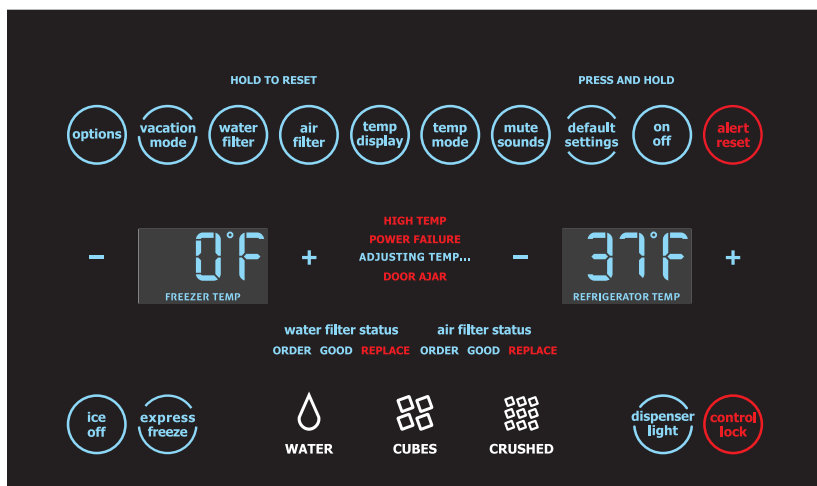 HOLD TO RESET PRESS AND HOLD
options vacation mode water filter air filter temp display temp mode mute sounds default settings on off alert reset
HIGH TEMP
POWER FAILURE
- 0°F + ADJUSTING TEMP... - 37°F +
DOOR AJAR
FREEZER TEMP REFRIGERATOR TEMP
water filter status air filter status
ORDER GOOD REPLACE ORDER GOOD REPLACE
ice off express freeze dispenser light control lock
WATER CUBES CRUSHED